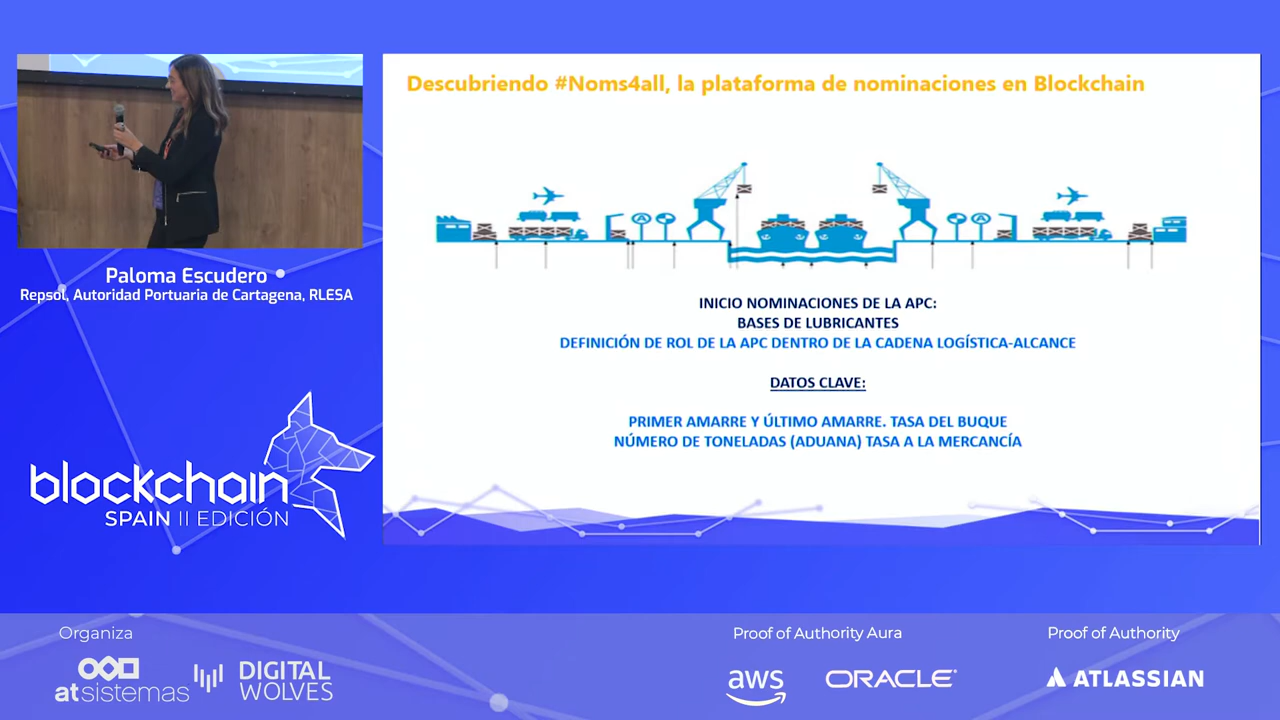 Descubriendo #Noms4all, la plataforma de nominaciones en Blockchain
Paloma Escudero
Repsol, Autoridad Portuaria de Cartagena, RLESA
INICIO NOMINACIONES DE LA APC:
BASES DE LUBRICANTES
DEFINICIÓN DE ROL DE LA APC DENTRO DE LA CADENA LOGÍSTICA-ALCANCE
DATOS CLAVE:
PRIMER AMARRE Y ÚLTIMO AMARRE. TASA DEL BUQUE
NÚMERO DE TONELADAS (ADUANA) TASA A LA MERCANCÍA
blockchain
SPAIN II EDICIÓN
Organiza
atsistemas
DIGITAL
WOLVES
Proof of Authority Aura
aws
ORACLE
Proof of Authority
ATLASSIAN